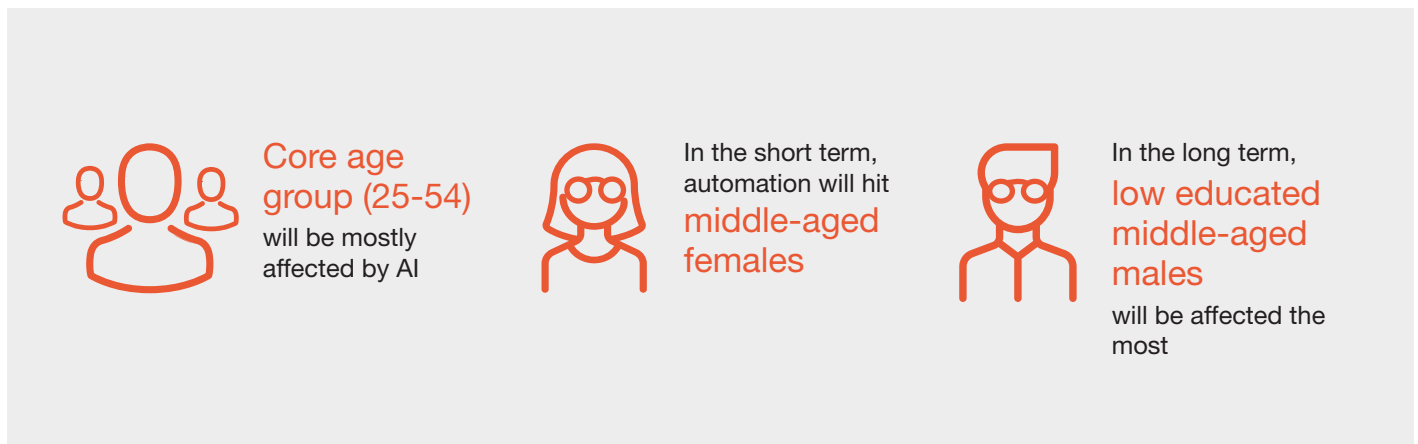 Core age
group (25-54)
will be mostly
affected by AI
In the short term,
automation will hit
middle-aged
females
In the long term,
low educated
middle-aged
males
will be affected the
most